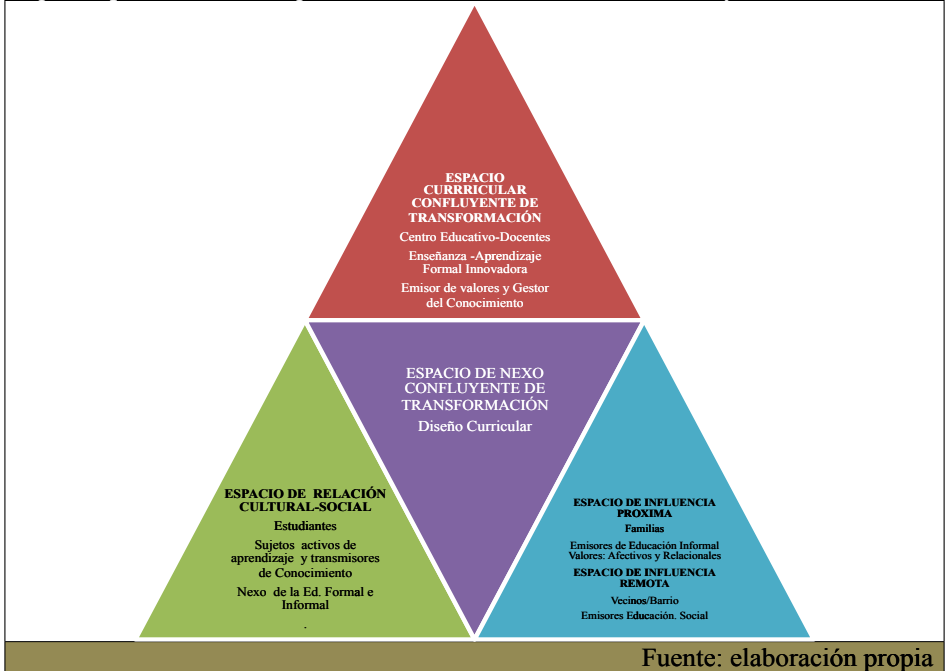 ESPACIO
CURRRICULAR
CONFLUYENTE DE
TRANSFORMACIÓN
Centro Educativo-Docentes
Enseñanza -Aprendizaje
Formal Innovadora
Emisor de valores y Gestor
del Conocimiento
ESPACIO DE NEXO
CONFLUYENTE DE
TRANSFORMACIÓN
Diseño Curricular
ESPACIO DE RELACIÓN
CULTURAL-SOCIAL
Estudiantes
Sujetos activos de
aprendizaje y transmisores
de Conocimiento
Nexo de la Ed. Formal e
Informal
.
ESPACIO DE INFLUENCIA
PROXIMA
Familias
Emisores de Educación Informal
Valores: Afectivos y Relacionales
ESPACIO DE INFLUENCIA
REMOTA
Vecinos/Barrio
Emisores Educación. Social
Fuente: elaboración propia